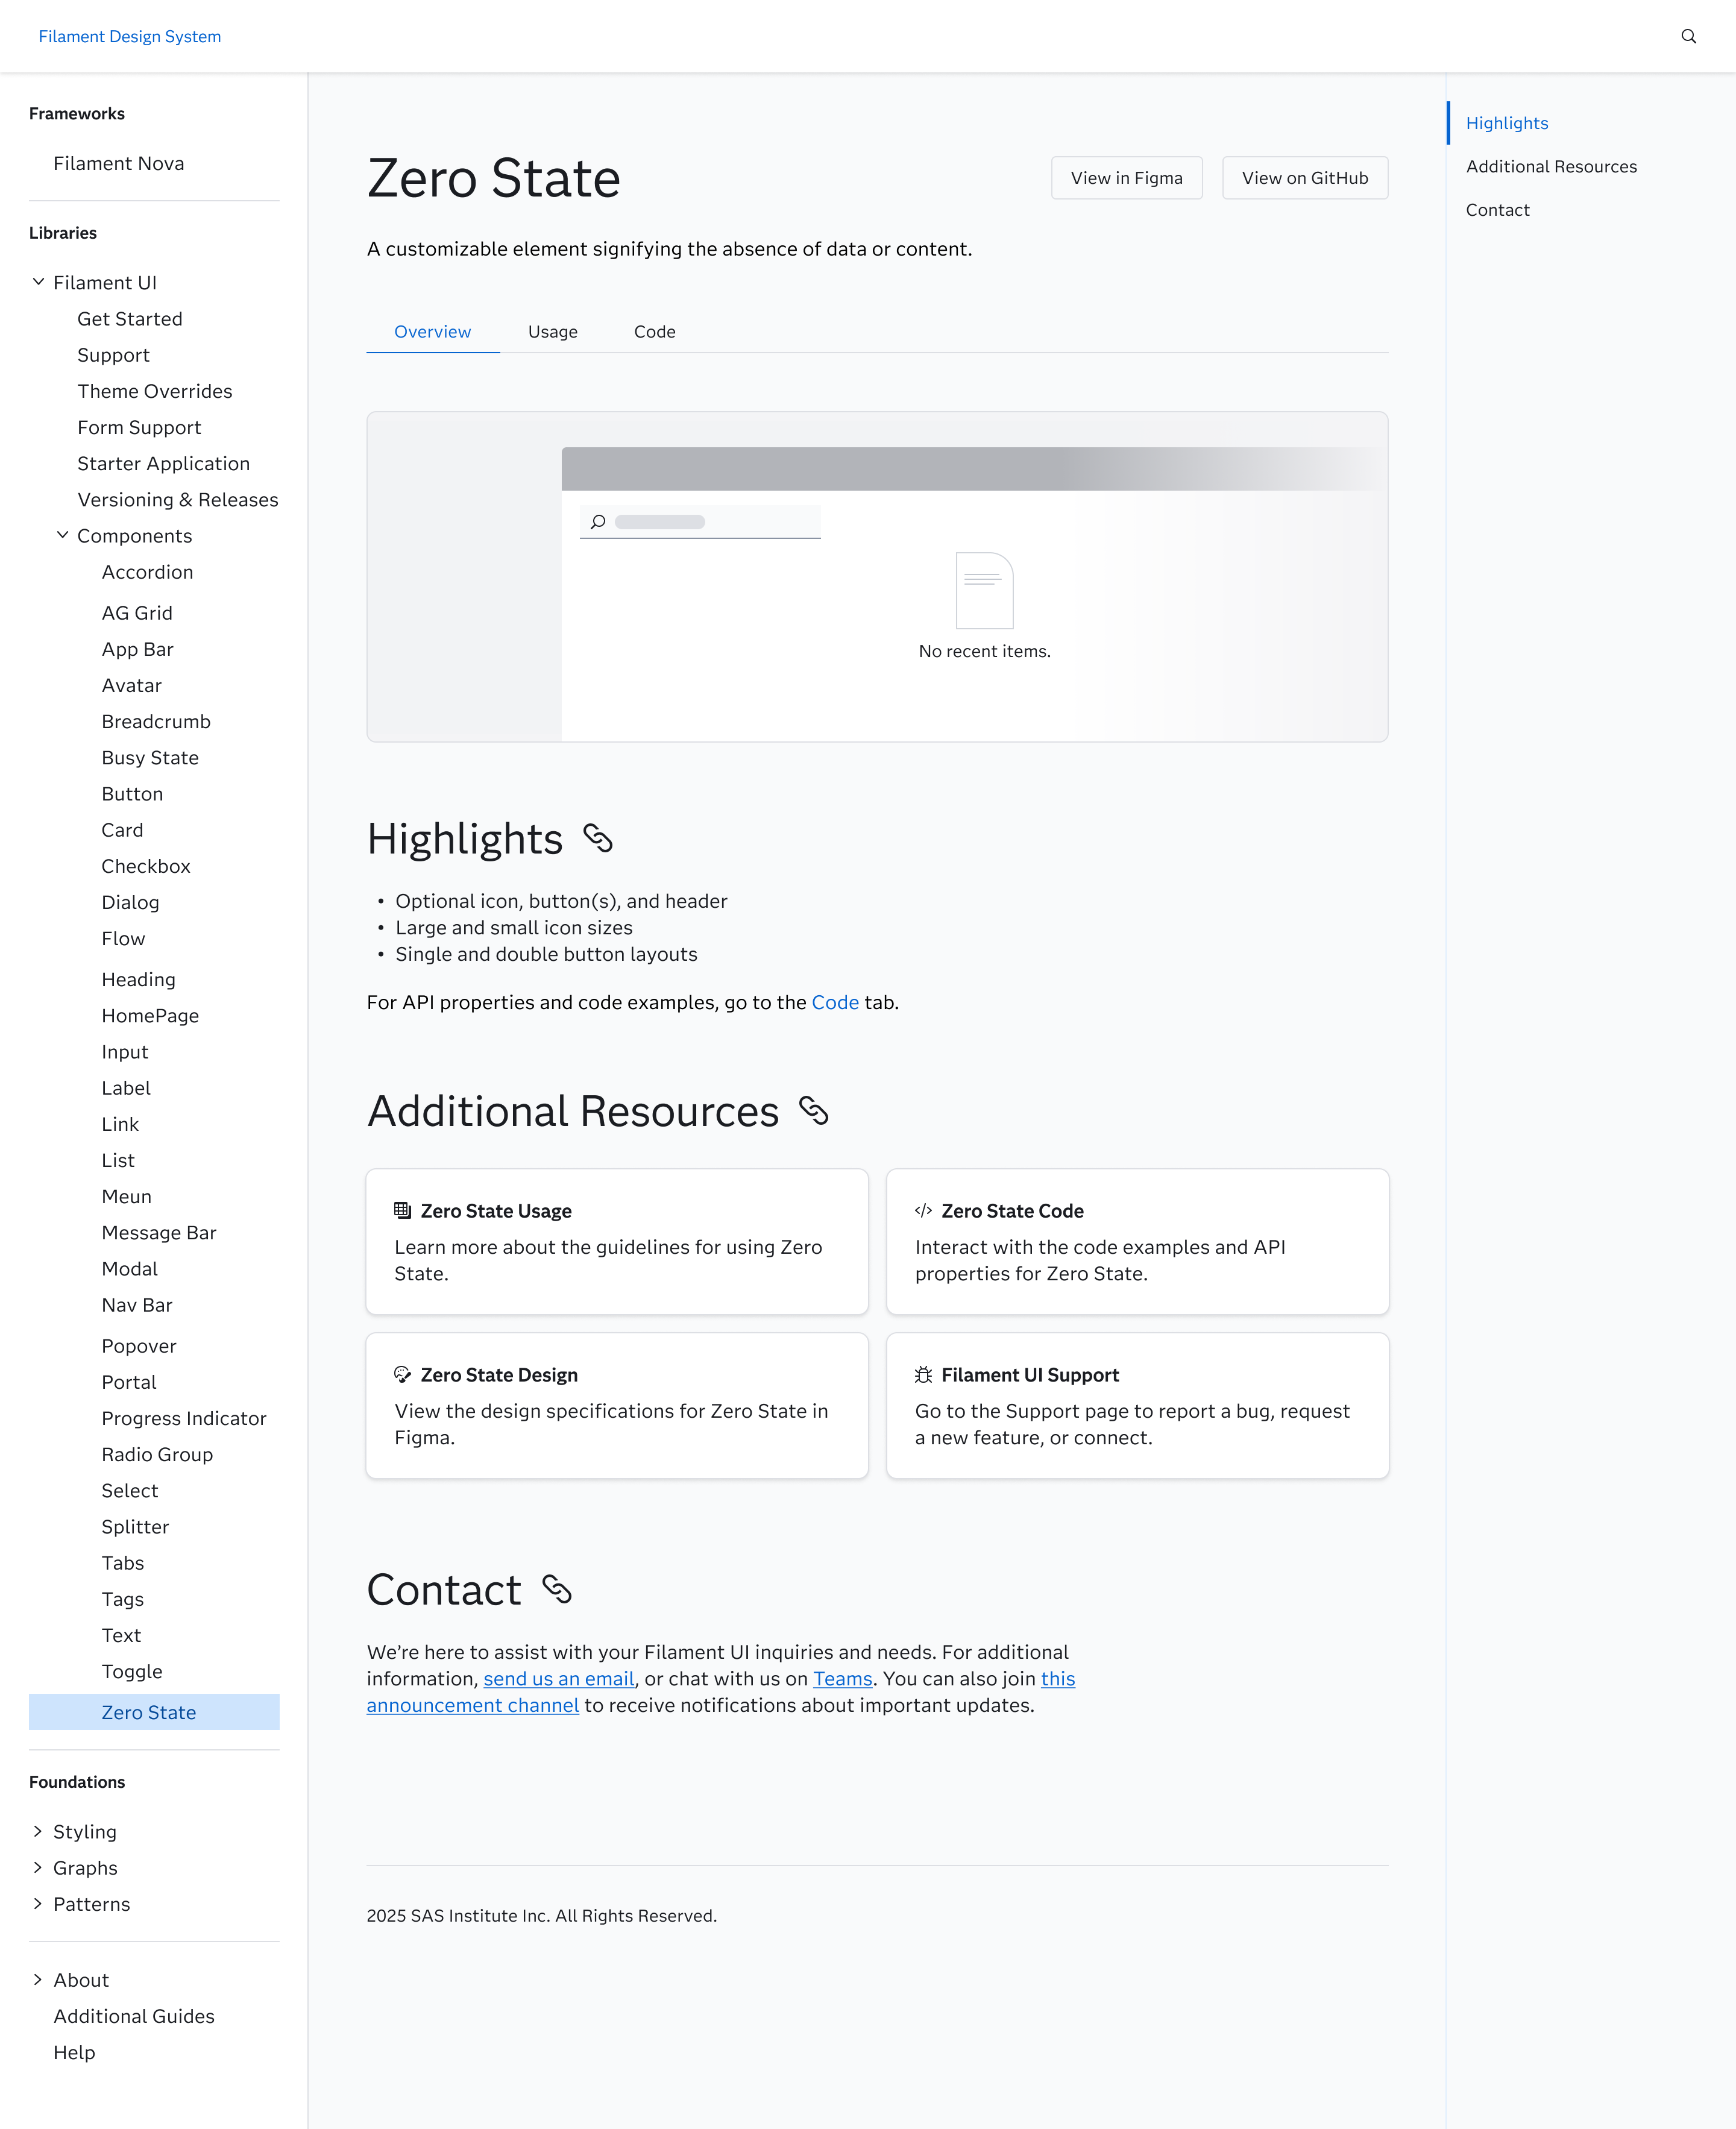 Filament Design System
Frameworks
Filament Nova
Libraries
Filament UI
Get Started
Support
Theme Overrides
Form Support
Starter Application
Versioning & Releases
Components
Accordion
AG Grid
App Bar
Avatar
Breadcrumb
Busy State
Button
Card
Checkbox
Dialog
Flow
Heading
HomePage
Input
Label
Link
List
Meun
Message Bar
Modal
Nav Bar
Popover
Portal
Progress Indicator
Radio Group
Select
Splitter
Tabs
Tags
Text
Toggle
Zero State
Foundations
Styling
Graphs
Patterns
About
Additional Guides
Help
Zero State
View in Figma
View on GitHub
A customizable element signifying the absence of data or content.
Overview
Usage
Code
No recent items.
Highlights
• Optional icon, button(s), and header
• Large and small icon sizes
• Single and double button layouts
For API properties and code examples, go to the Code tab.
Additional Resources
Zero State Usage
Learn more about the guidelines for using Zero
State.
Zero State Code
Interact with the code examples and API
properties for Zero State.
Zero State Design
View the design specifications for Zero State in
Figma.
Filament UI Support
Go to the Support page to report a bug, request
a new feature, or connect.
Contact
We’re here to assist with your Filament UI inquiries and needs. For additional
information, send us an email, or chat with us on Teams. You can also join this
announcement channel to receive notifications about important updates.
2025 SAS Institute Inc. All Rights Reserved.
Highlights
Additional Resources
Contact